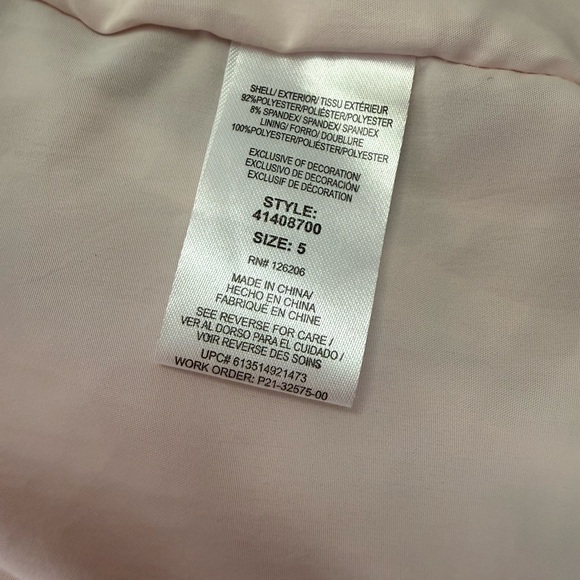 SHELL/ EXTERIOR/ TISSU EXTÉRIEUR
92%POLYESTER/POLIÉSTER/POLYESTER
8% SPANDEX/ SPANDEX/ SPANDEX
LINING/ FORRO/ DOUBLURE
100%POLYESTER/POLIÉSTER/POLYESTER
EXCLUSIVE OF DECORATION/
EXCLUSIVO DE DECORACIÓN/
EXCLUSIF DE DÉCORATION
STYLE:
41408700
SIZE: 5
RN# 126206
MADE IN CHINA/
HECHO EN CHINA
FABRIQUÉ EN CHINE
SEE REVERSE FOR CARE /
VER AL DORSO PARA EL CUIDADO /
VOIR REVERSE DES SOINS
UPC# 613514921473
WORK ORDER: P21-32575-00